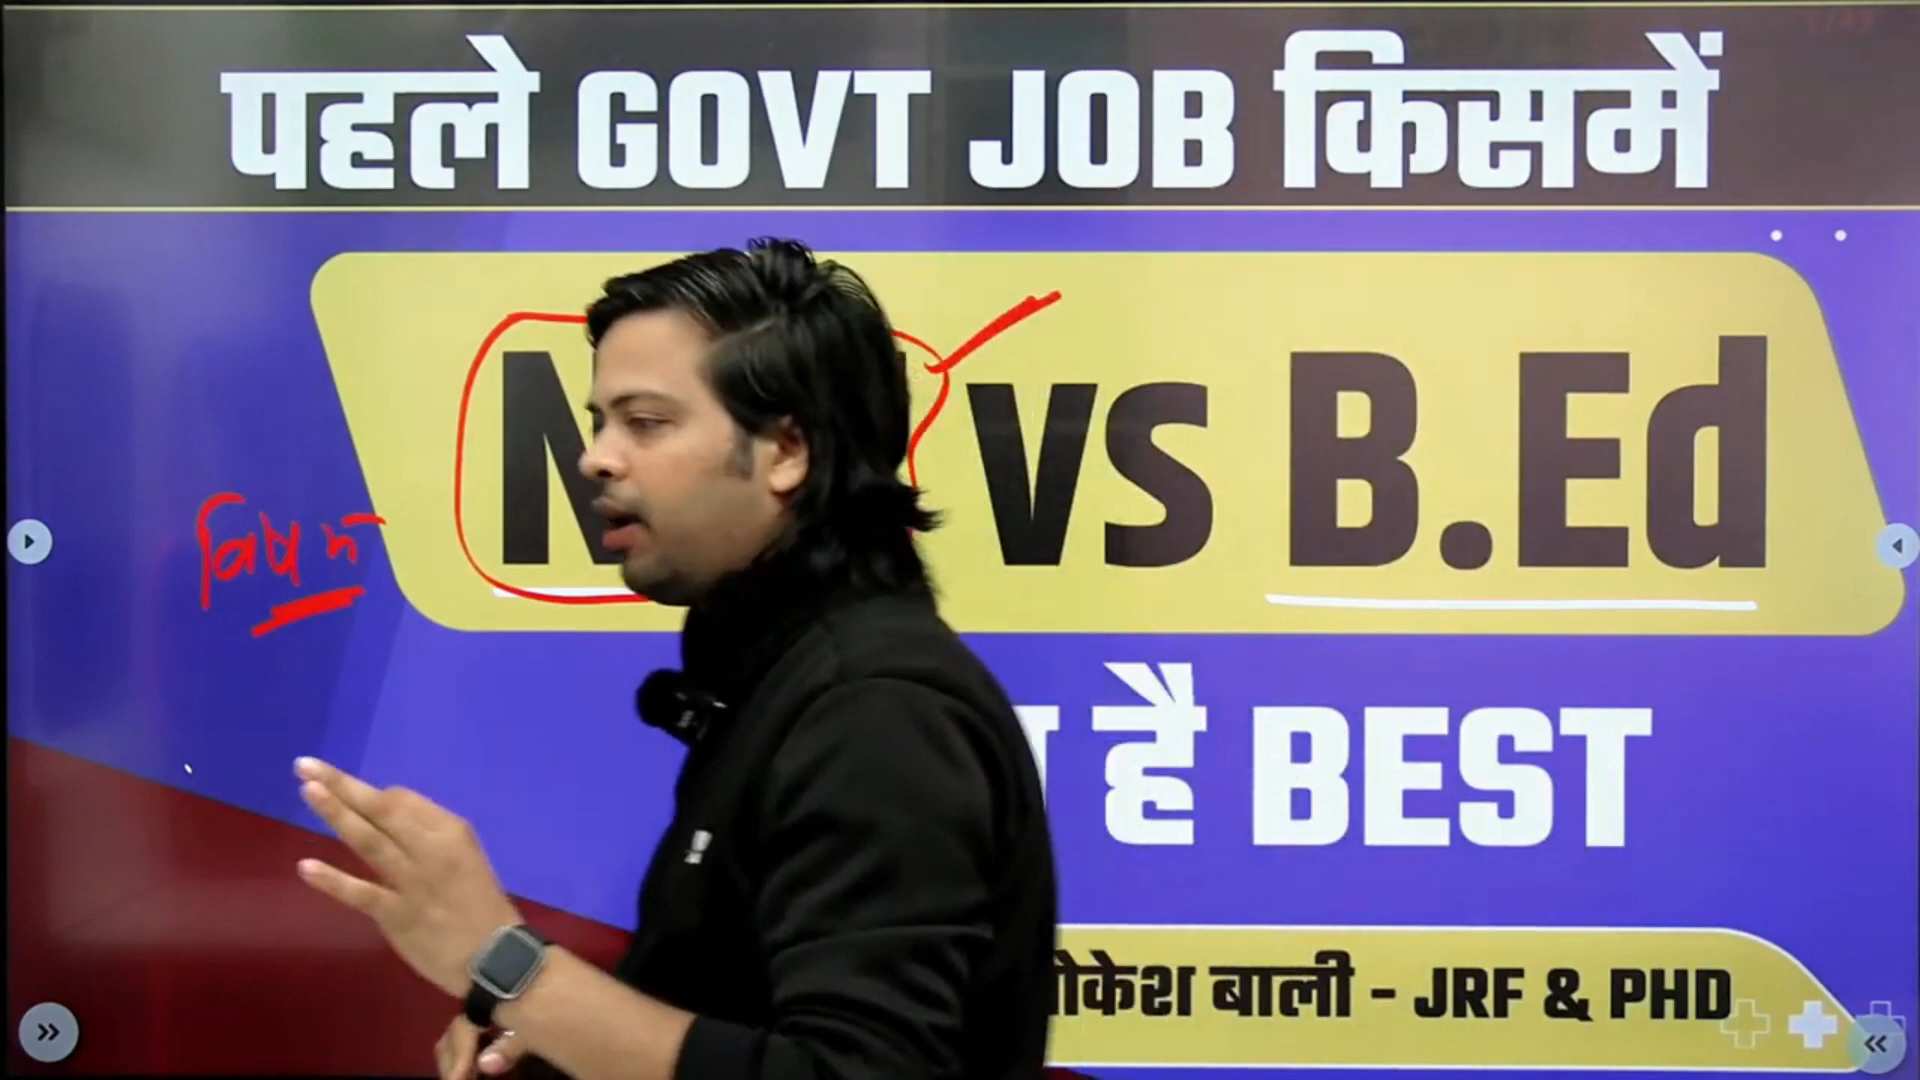 पहले GOVT JOB किसमें
vs B.Ed
है BEST
बाली - JRF & PHD